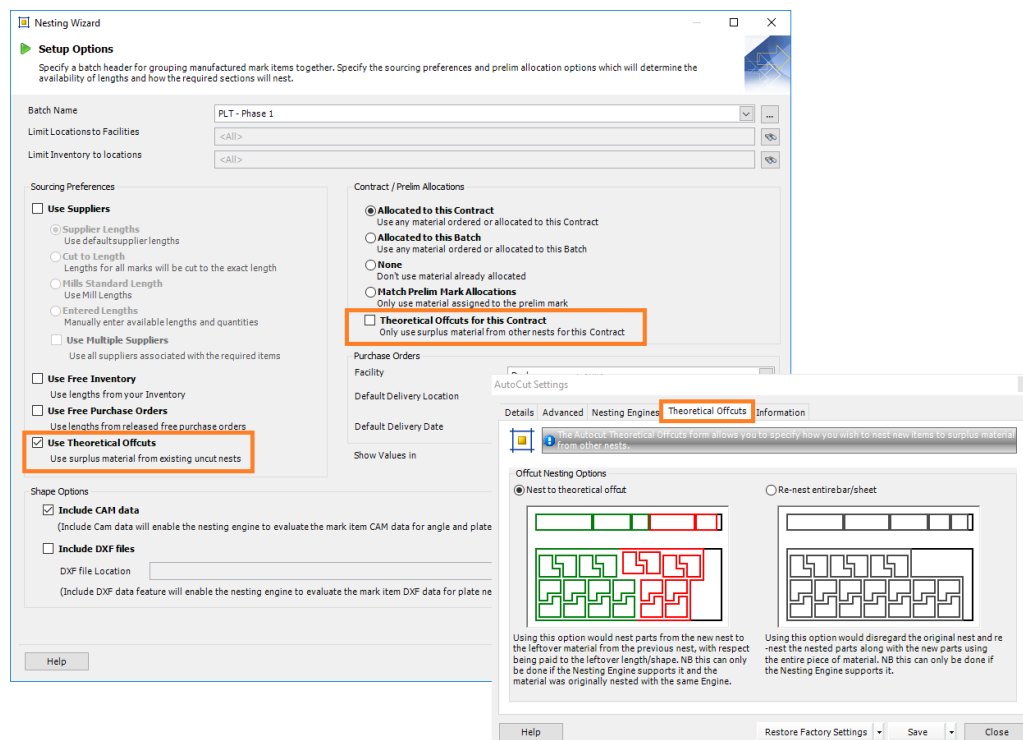 Nesting Wizard
Setup Options
Specify a batch header for grouping manufactured mark items together. Specify the sourcing preferences and prelim allocation options which will determine the
availability of lengths and how the required sections will nest.
Batch Name
PLT - Phase 1
...
Limit Locations to Facilities
<All>
Limit Inventory to locations
<All>
Sourcing Preferences
Use Suppliers
Supplier Lengths
Use default supplier lengths
Cut to Length
Lengths for all marks will be cut to the exact length
Mills Standard Length
Use Mill Lengths
Entered Lengths
Manually enter available lengths and quantities
Use Multiple Suppliers
Use all suppliers associated with the required items
Use Free Inventory
Use lengths from your Inventory
Use Free Purchase Orders
Use lengths from released free purchase orders
Use Theoretical Offcuts
Use surplus material from existing uncut nests
Contract / Prelim Allocations
Allocated to this Contract
Use any material ordered or allocated to this Contract
Allocated to this Batch
Use any material ordered or allocated to this Batch
None
Don't use material already allocated
Match Prelim Mark Allocations
Only use material assigned to the prelim mark
Theoretical Offcuts for this Contract
Only use surplus material from other nests for this Contract
Purchase Orders
Facility
Default Delivery Location
Default Delivery Date
Show Values in
Shape Options
Include CAM data
(Include Cam data will enable the nesting engine to evaluate the mark item CAM data for angle and plate
Include DXF files
DXF file Location
(Include DXF data feature will enable the nesting engine to evaluate the mark item DXF data for plate ne
Help
AutoCut Settings
Details
Advanced
Nesting Engines
Theoretical Offcuts
Information
The Autocut Theoretical Offcuts form allows you to specify how you wish to nest new items to surplus material
from other nests.
Offcut Nesting Options
Nest to theoretical offcut
Re-nest entire bar/sheet
Using this option would nest parts from the new nest to
the leftover material from the previous nest, with respect
being paid to the leftover length/shape. NB this can only
be done if the Nesting Engine supports it and the
material was originally nested with the same Engine.
Using this option would disregard the original nest and re
-nest the nested parts along with the new parts using
the entire piece of material. NB this can only be done if
the Nesting Engine supports it.
Help
Restore Factory Settings
Save
Close